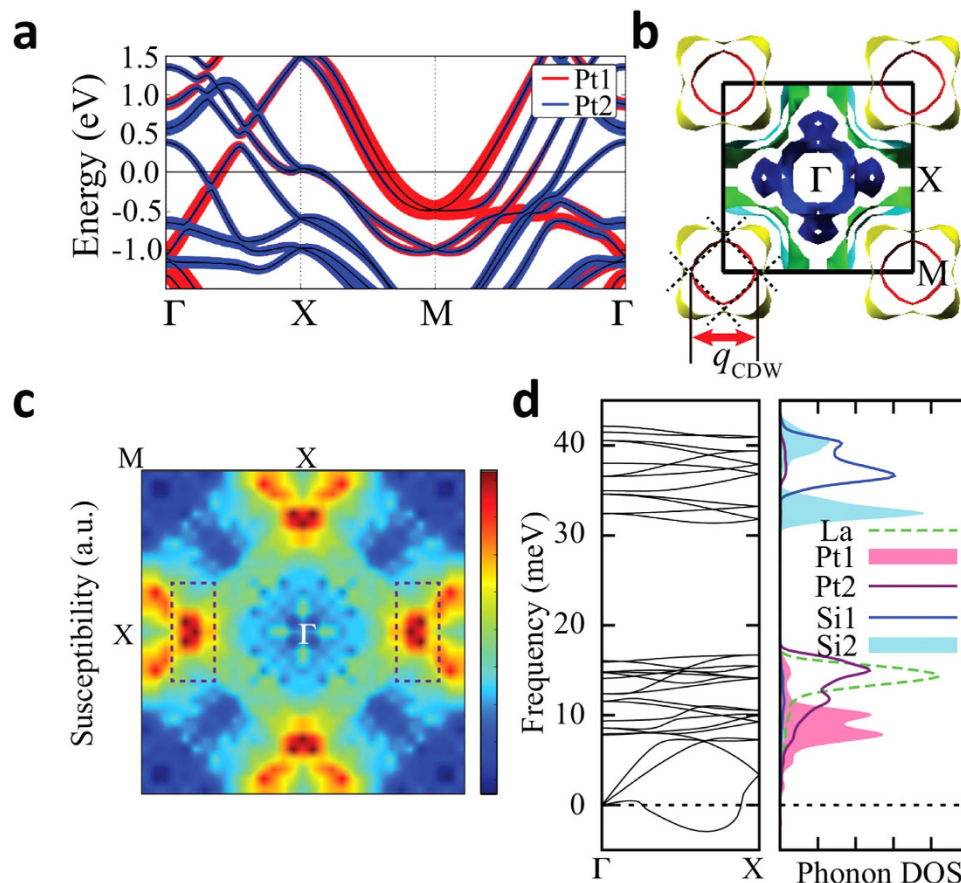 a
Energy (eV)
1.5
1.0
0.5
0.0
-0.5
-1.0
Pt1
Pt2
Γ X M Γ
b
Γ
X
M
qCDW
c
M X
Susceptibility (a.u.)
X
Γ
d
Frequency (meV)
40
30
20
10
0
Γ X
La
Pt1
Pt2
Si1
Si2
Phonon DOS